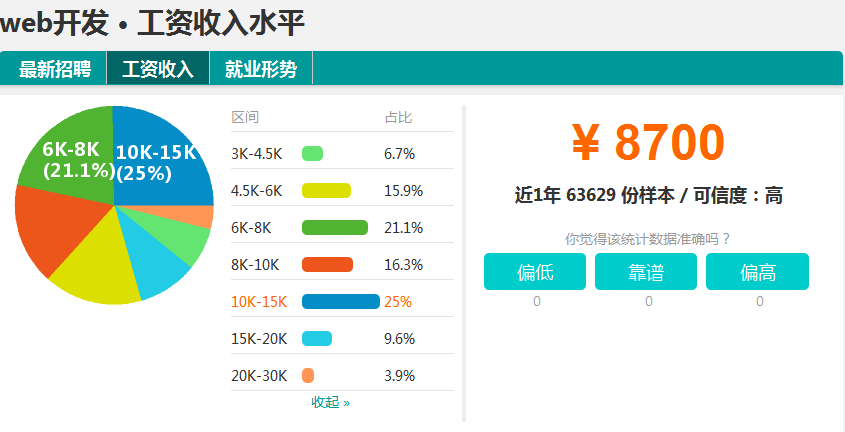 web开发 • 工资收入水平
最新招聘 工资收入 就业形势
6K-8K
(21.1%)
10K-15K
(25%)
区间 占比
3K-4.5K 6.7%
4.5K-6K 15.9%
6K-8K 21.1%
8K-10K 16.3%
10K-15K 25%
15K-20K 9.6%
20K-30K 3.9%
收起 »
¥ 8700
近1年 63629 份样本 / 可信度：高
你觉得该统计数据准确吗？
偏低 靠谱 偏高
0 0 0